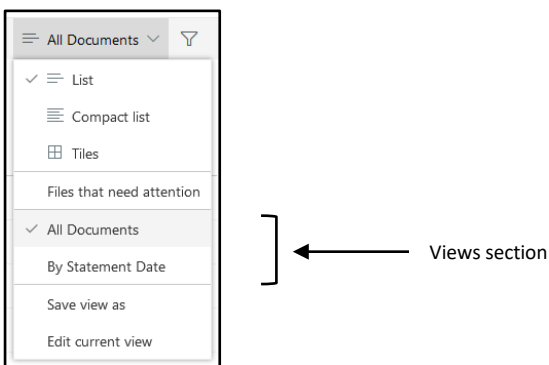 All Documents
List
Compact list
Tiles
Files that need attention
All Documents
By Statement Date
Views section
Save view as
Edit current view